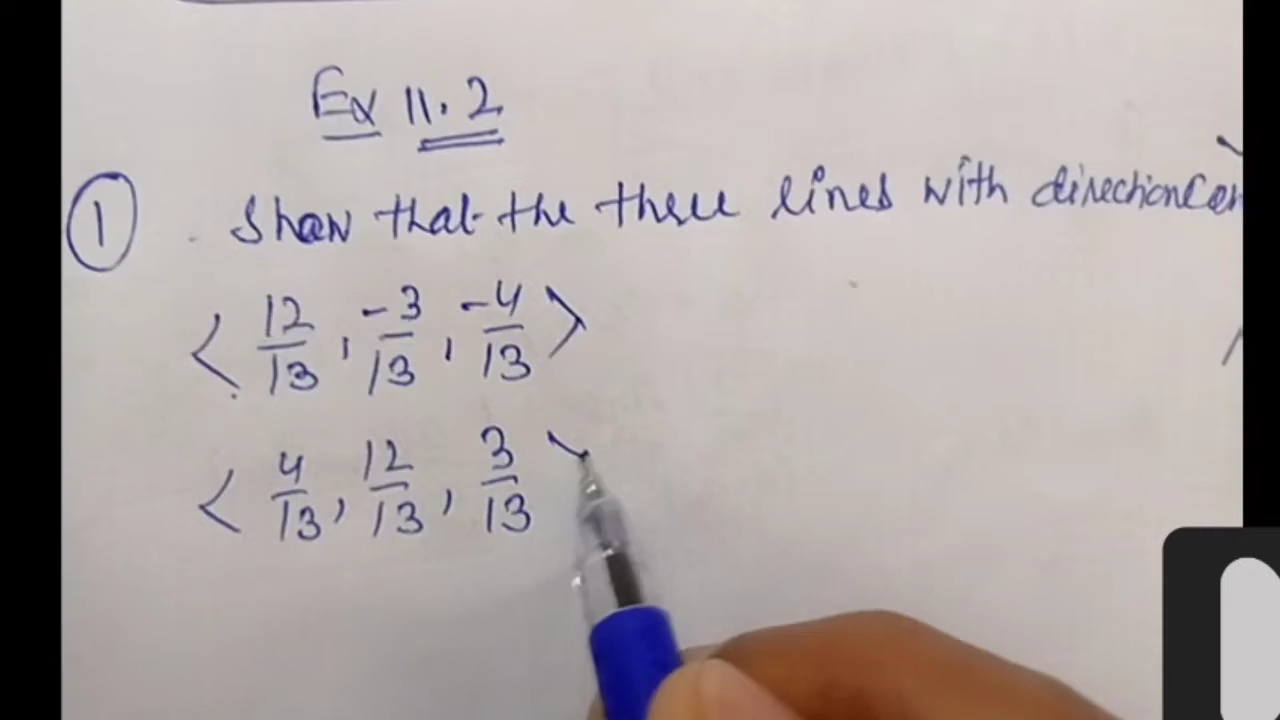 Ex 11.2
① Show that the three lines with direction
< 12/13, -3/13, -4/13 >
< 4/13, 12/13, 3/13 >